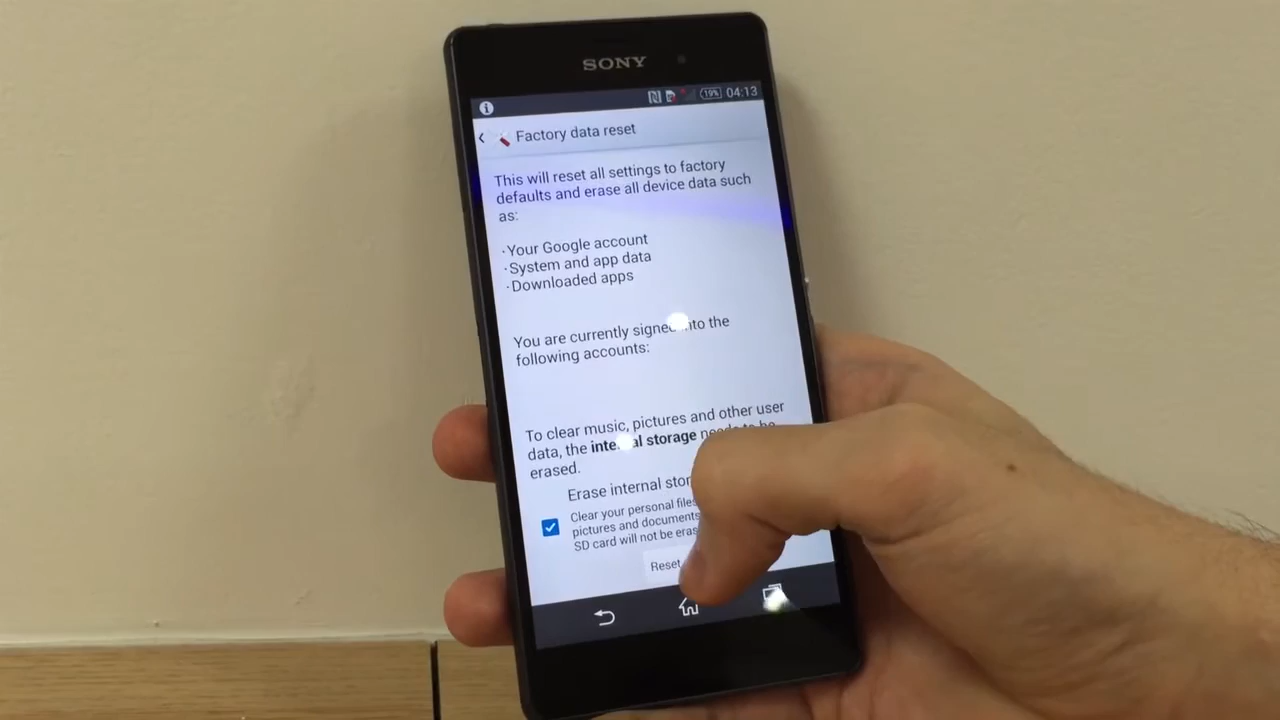 SONY
19% 04:13
Factory data reset
This will reset all settings to factory
defaults and erase all device data such
as:
·Your Google account
·System and app data
·Downloaded apps
You are currently signed into the
following accounts:
To clear music, pictures and other user
data, the internal storage needs to be
erased.
Erase internal
Clear your personal files
pictures and documents
SD card will not be
Reset